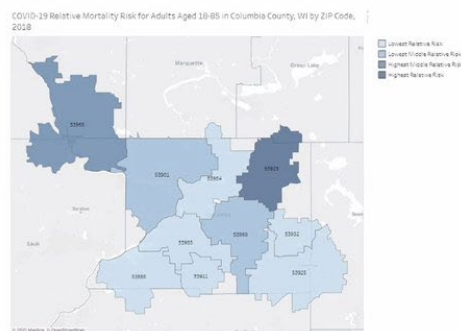 COVID-19 Relative Mortality Risk for Adults Aged 18-85 in Columbia County, WI by ZIP Code,
2018
Lowest Relative Risk
Lowest Middle Relative Risk
Highest Middle Relative Risk
Highest Relative Risk
Marquette
Green Lake
53965
53901
53954
53923
53955
53932
Sauk
53911
53925